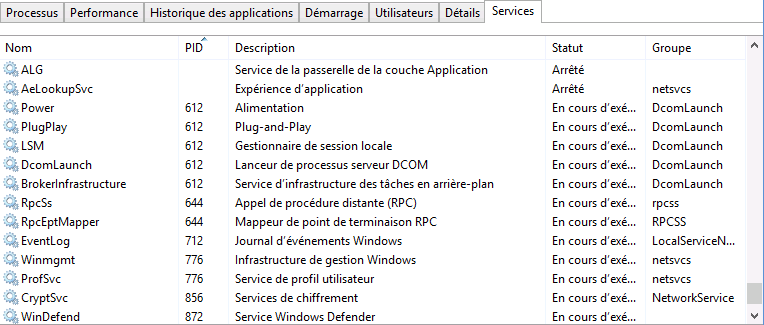 Processus Performance Historique des applications Démarrage Utilisateurs Détails Services
Nom PID Description Statut Groupe
ALG Service de la passerelle de la couche Application Arrêté
AeLookupSvc Expérience d'application Arrêté netsvcs
Power 612 Alimentation En cours d'exé... DcomLaunch
PlugPlay 612 Plug-and-Play En cours d'exé... DcomLaunch
LSM 612 Gestionnaire de session locale En cours d'exé... DcomLaunch
DcomLaunch 612 Lanceur de processus serveur DCOM En cours d'exé... DcomLaunch
BrokerInfrastructure 612 Service d'infrastructure des tâches en arrière-plan En cours d'exé... DcomLaunch
RpcSs 644 Appel de procédure distante (RPC) En cours d'exé... rpcss
RpcEptMapper 644 Mappeur de point de terminaison RPC En cours d'exé... RPCSS
EventLog 712 Journal d'événements Windows En cours d'exé... LocalServiceN...
Winmgmt 776 Infrastructure de gestion Windows En cours d'exé... netsvcs
ProfSvc 776 Service de profil utilisateur En cours d'exé... netsvcs
CryptSvc 856 Services de chiffrement En cours d'exé... NetworkService
WinDefend 872 Service Windows Defender En cours d'exé...